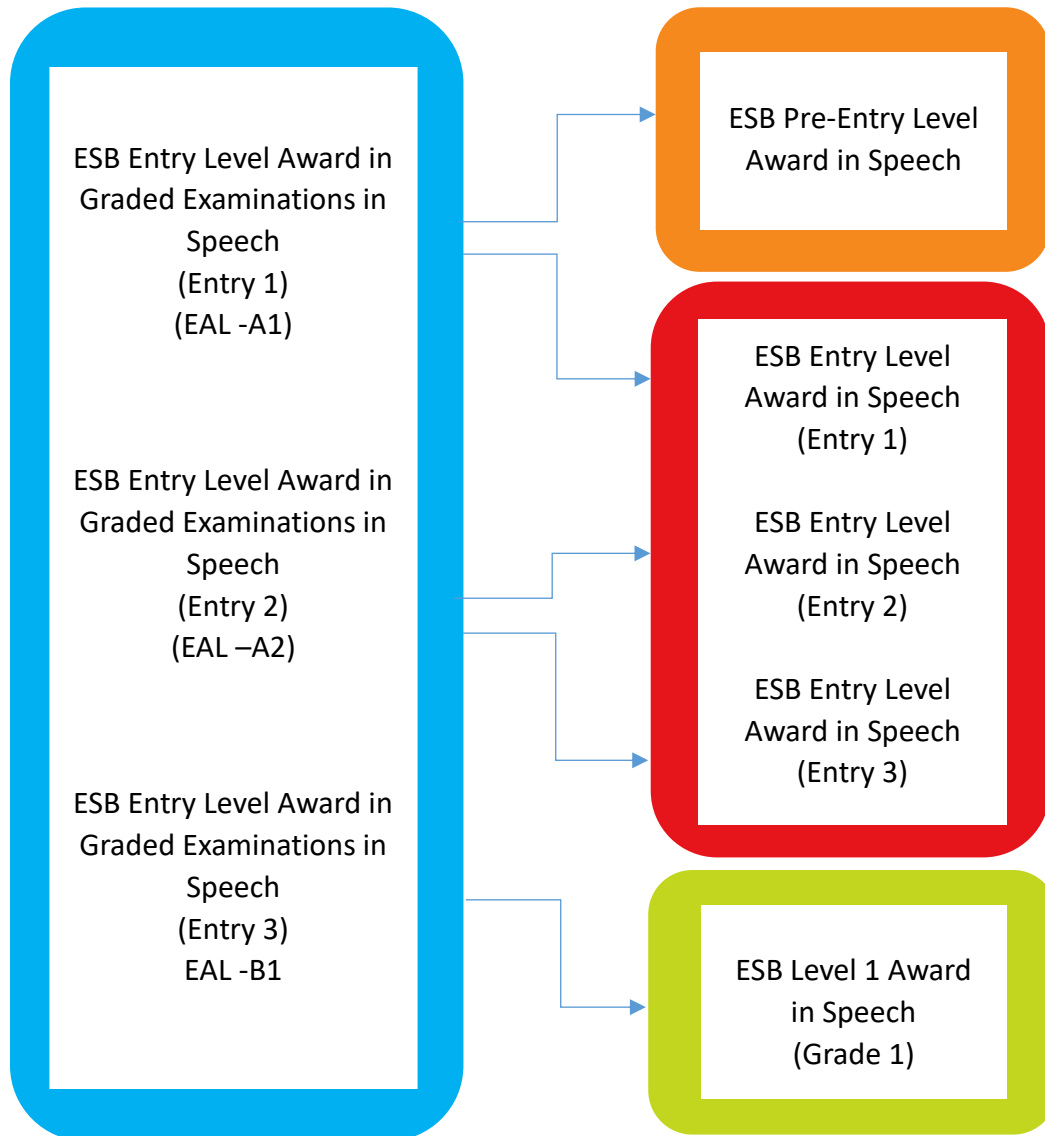 ESB Entry Level Award in
Graded Examinations in
Speech
(Entry 1)
(EAL -A1)
ESB Entry Level Award in
Graded Examinations in
Speech
(Entry 2)
(EAL –A2)
ESB Entry Level Award in
Graded Examinations in
Speech
(Entry 3)
EAL -B1
ESB Pre-Entry Level
Award in Speech
ESB Entry Level
Award in Speech
(Entry 1)
ESB Entry Level
Award in Speech
(Entry 2)
ESB Entry Level
Award in Speech
(Entry 3)
ESB Level 1 Award
in Speech
(Grade 1)